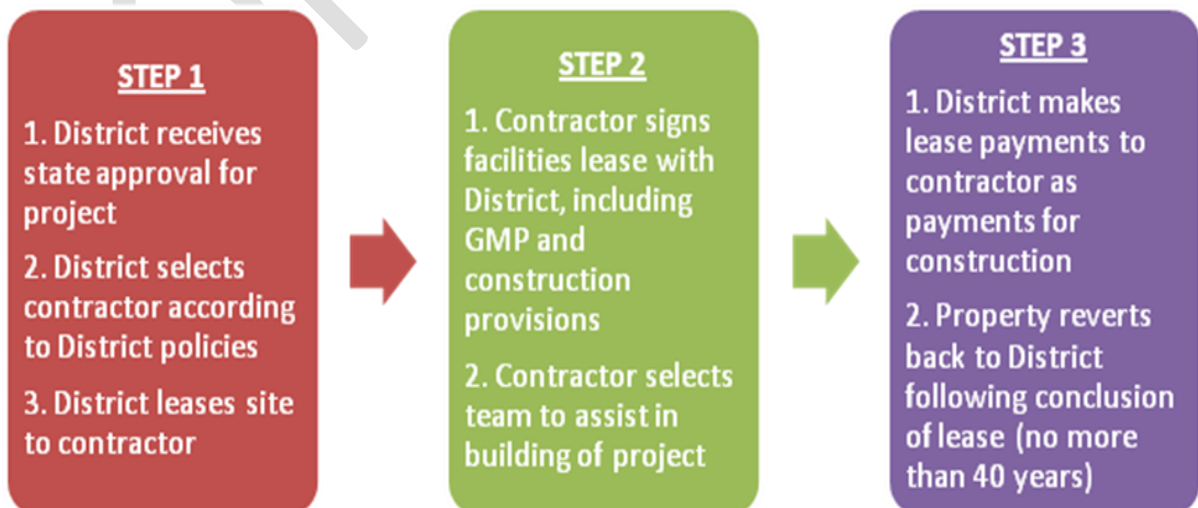 STEP 1
1. District receives
state approval for
project
2. District selects
contractor according
to District policies
3. District leases site
to contractor
STEP 2
1. Contractor signs
facilities lease with
District, including
GMP and
construction
provisions
2. Contractor selects
team to assist in
building of project
STEP 3
1. District makes
lease payments to
contractor as
payments for
construction
2. Property reverts
back to District
following conclusion
of lease (no more
than 40 years)